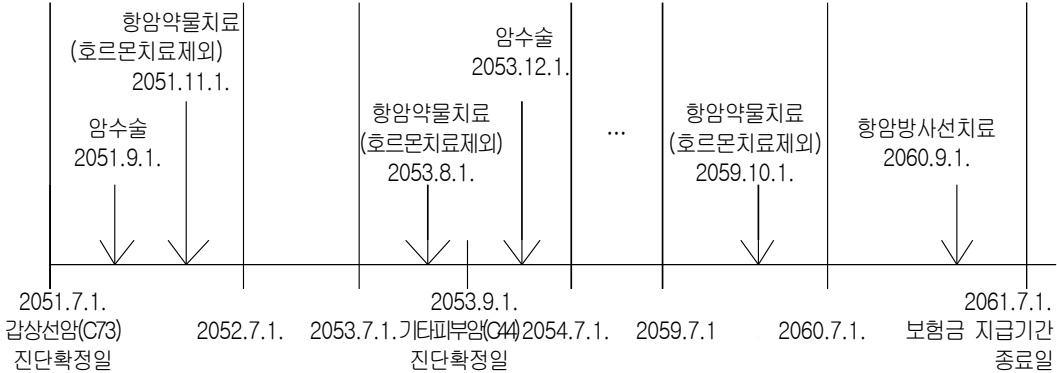 항암약물치료
(호르몬치료제외)
2051.11.1.
암수술
2051.9.1.
항암약물치료
(호르몬치료제외)
2053.8.1.
암수술
2053.12.1.
...
항암약물치료
(호르몬치료제외)
2059.10.1.
항암방사선치료
2060.9.1.
2051.7.1.
갑상선암(C73)
진단확정일
2052.7.1.
2053.7.1.
2053.9.1.
기타피부암(C44)
진단확정일
2054.7.1.
2059.7.1
2060.7.1.
2061.7.1.
보험금 지급기간
종료일